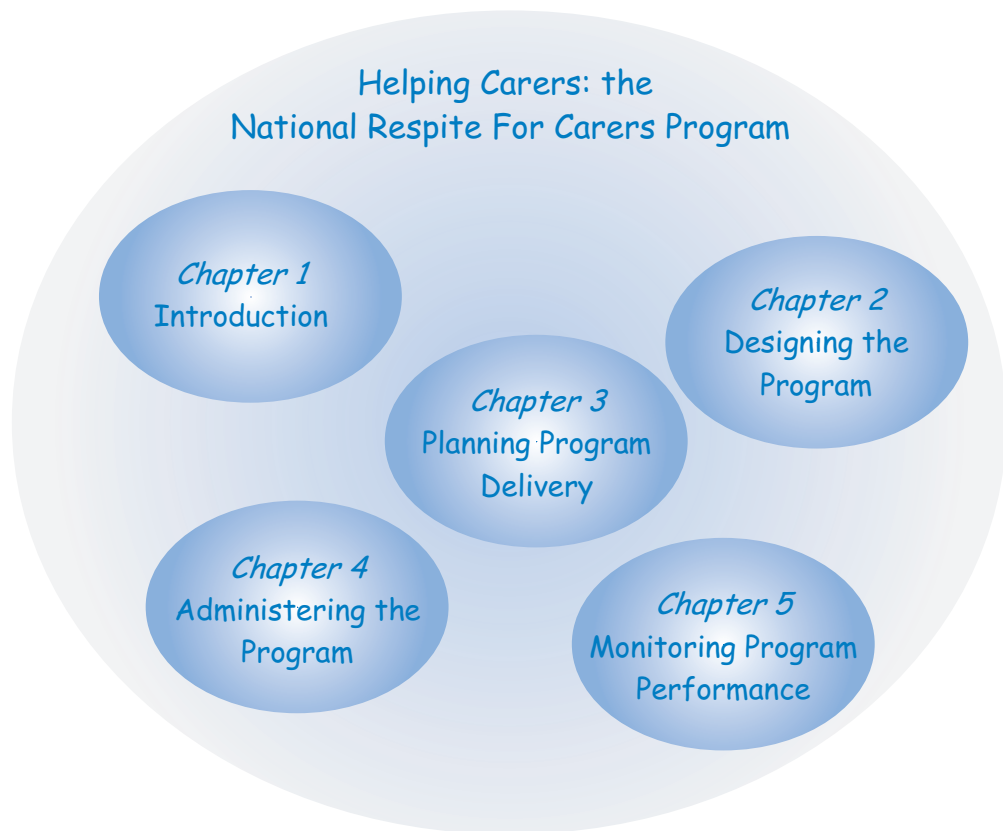 Helping Carers: the
National Respite For Carers Program
Chapter 1
Introduction
Chapter 2
Designing the
Program
Chapter 3
Planning Program
Delivery
Chapter 4
Administering the
Program
Chapter 5
Monitoring Program
Performance